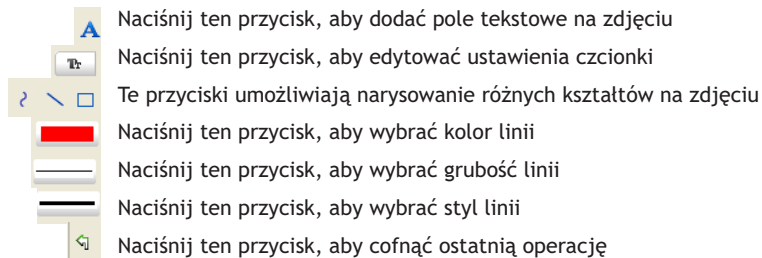 A Naciśnij ten przycisk, aby dodać pole tekstowe na zdjęciu
Tr Naciśnij ten przycisk, aby edytować ustawienia czcionki
Te przyciski umożliwiają narysowanie różnych kształtów na zdjęciu
Naciśnij ten przycisk, aby wybrać kolor linii
Naciśnij ten przycisk, aby wybrać grubość linii
Naciśnij ten przycisk, aby wybrać styl linii
Naciśnij ten przycisk, aby cofnąć ostatnią operację